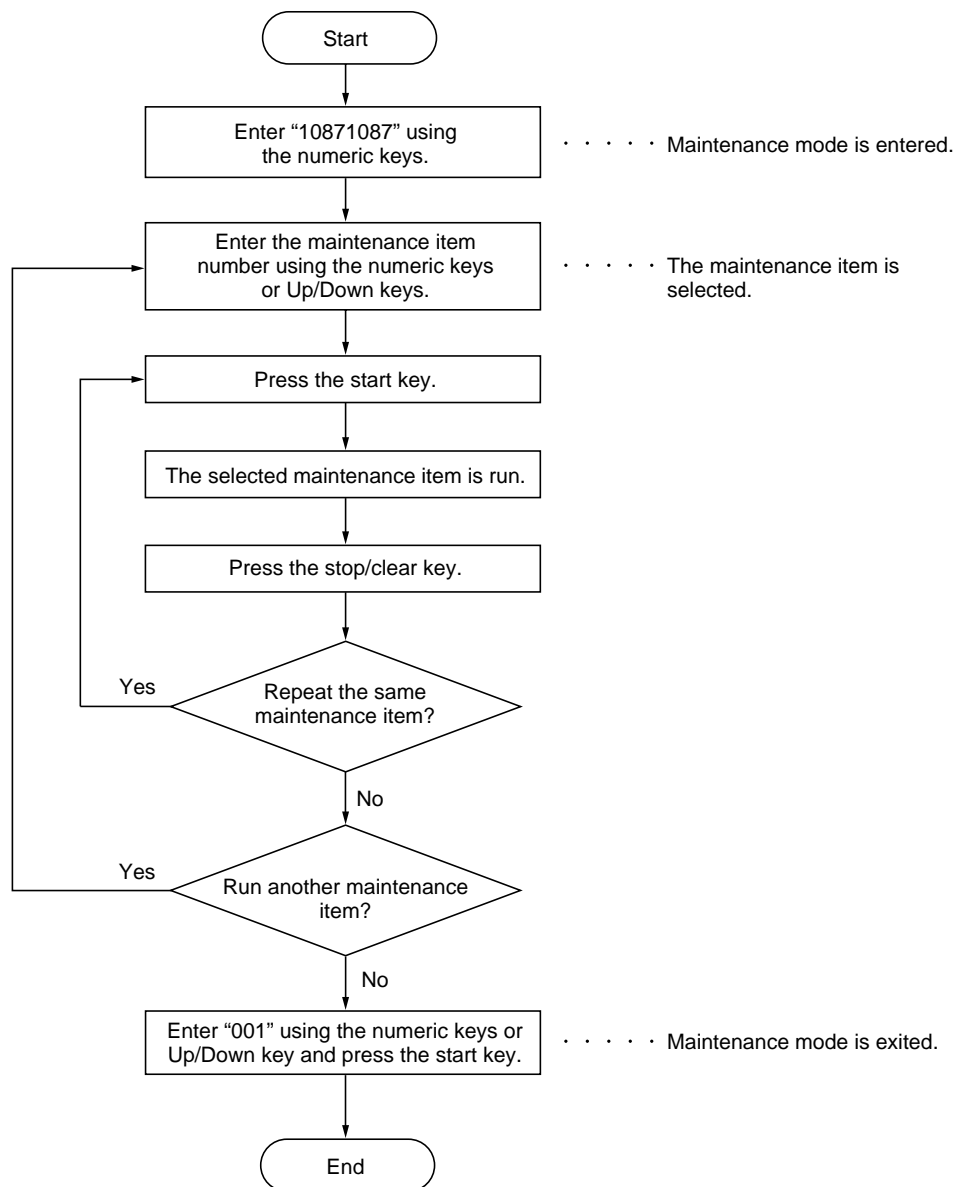 Start
Enter “10871087” using
the numeric keys.
· · · · · Maintenance mode is entered.
Enter the maintenance item
number using the numeric keys
or Up/Down keys.
· · · · · The maintenance item is
selected.
Press the start key.
The selected maintenance item is run.
Press the stop/clear key.
Yes
Repeat the same
maintenance item?
No
Yes
Run another maintenance
item?
No
Enter “001” using the numeric keys or
Up/Down key and press the start key.
· · · · · Maintenance mode is exited.
End